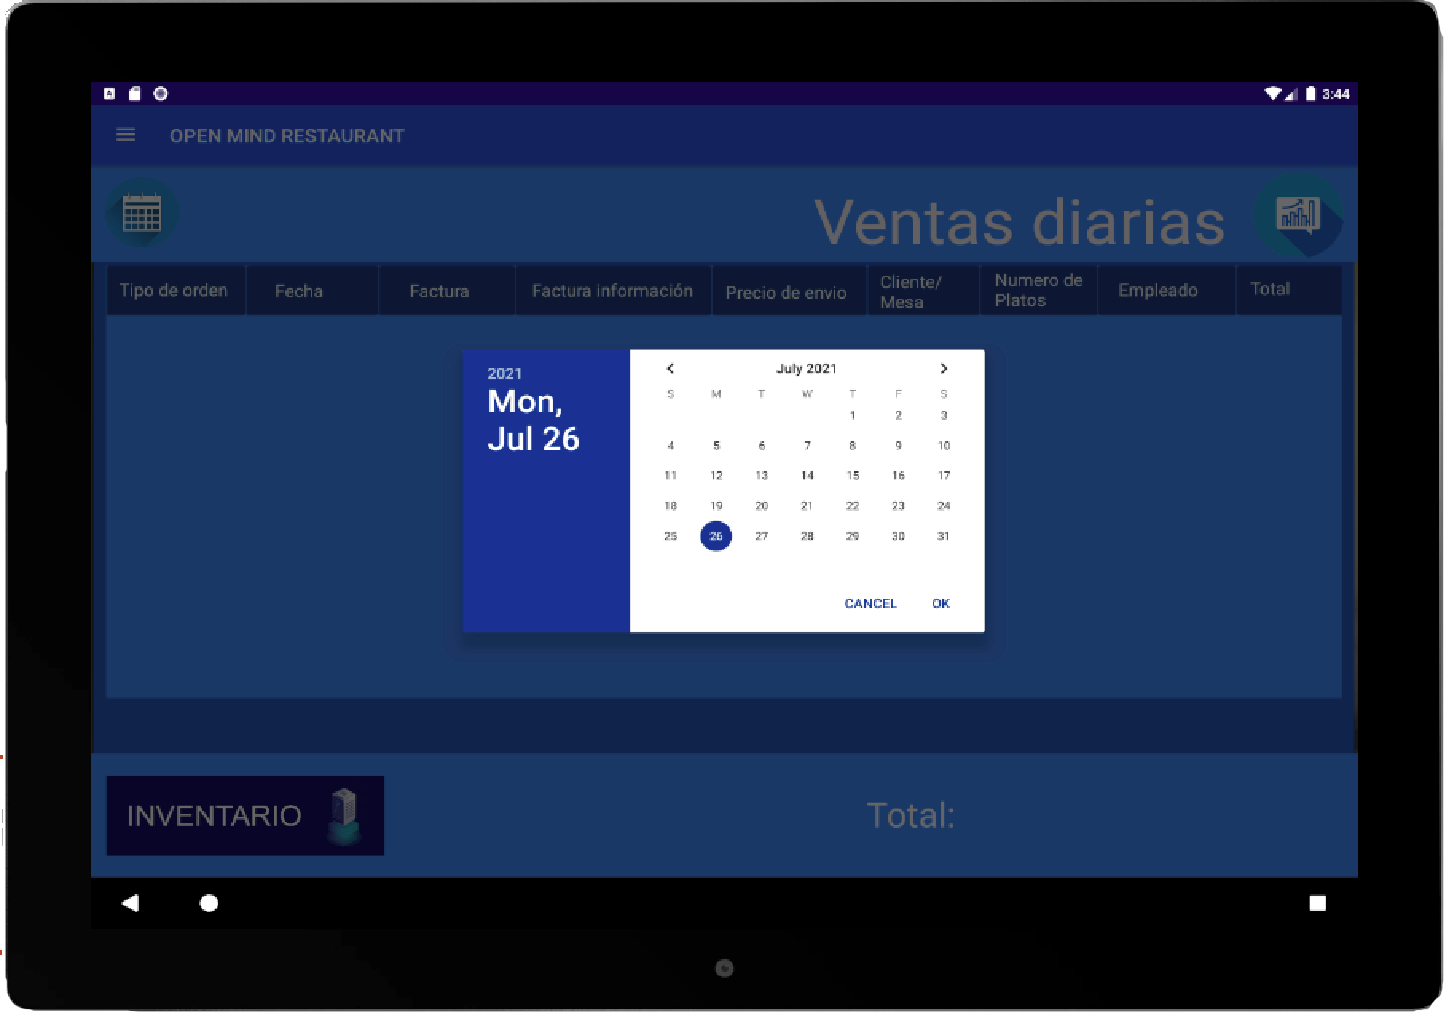 3:44
OPEN MIND RESTAURANT
Ventas diarias
Tipo de orden Fecha Factura Factura información Precio de envio Cliente/ Mesa Numero de Platos Empleado Total
2021
Mon,
Jul 26
July 2021
S M T W T F S
1 2 3
4 5 6 7 8 9 10
11 12 13 14 15 16 17
18 19 20 21 22 23 24
25 26 27 28 29 30 31
CANCEL OK
INVENTARIO
Total: